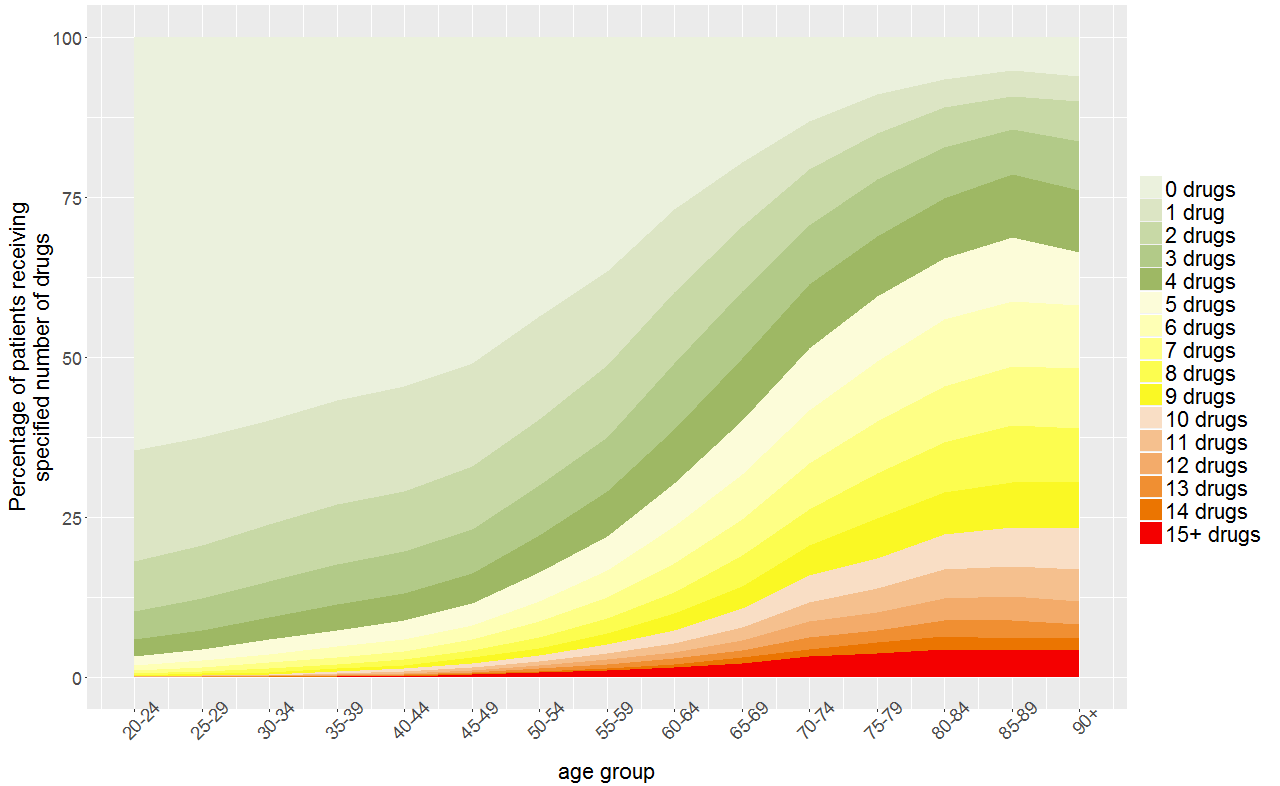 Percentage of patients receiving
specified number of drugs
100
75
50
25
0
20-24
25-29
30-34
35-39
40-44
45-49
50-54
55-59
60-64
65-69
70-74
75-79
80-84
85-89
90+
age group
0 drugs
1 drug
2 drugs
3 drugs
4 drugs
5 drugs
6 drugs
7 drugs
8 drugs
9 drugs
10 drugs
11 drugs
12 drugs
13 drugs
14 drugs
15+ drugs